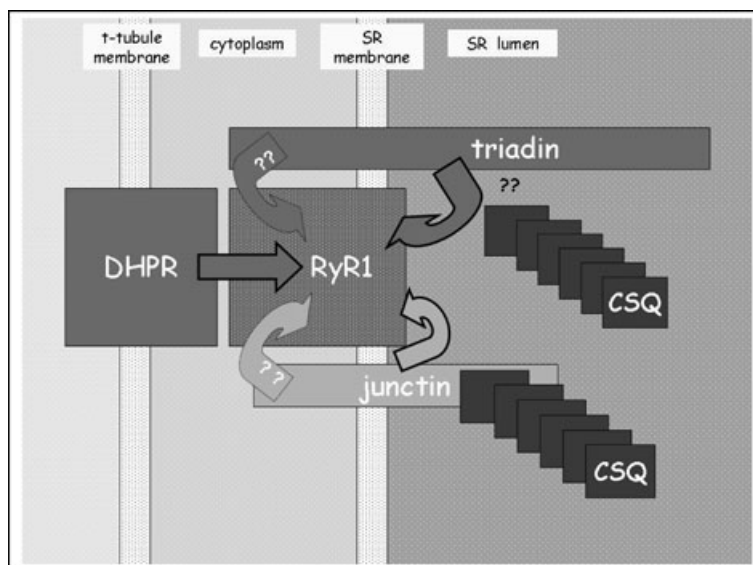 t-tubule
membrane
cytoplasm
SR
membrane
SR lumen
triadin
??
??
DHPR
RyR1
CSQ
??
junctin
CSQ